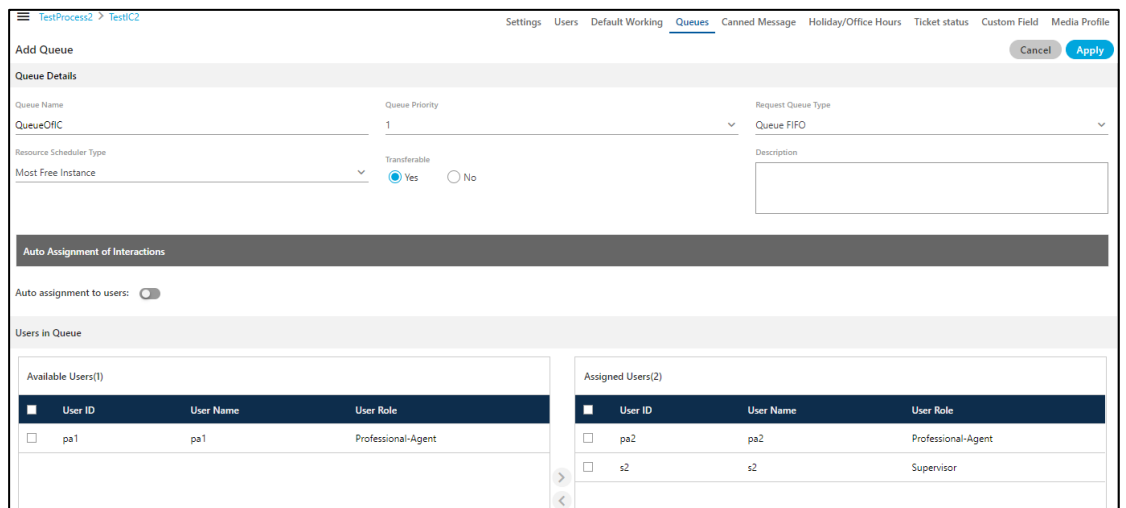 TestProcess2 > TestIC2
Settings Users Default Working Queues Canned Message Holiday/Office Hours Ticket status Custom Field Media Profile
Add Queue
Cancel Apply
Queue Details
Queue Name Queue Priority Request Queue Type
QueueOfIC 1 Queue FIFO
Resource Scheduler Type Transferable Description
Most Free Instance Yes No
Auto Assignment of Interactions
Auto assignment to users:
Users in Queue
Available Users(1) Assigned Users(2)
User ID User Name User Role User ID User Name User Role
pa1 pa1 Professional-Agent pa2 pa2 Professional-Agent
s2 s2 Supervisor